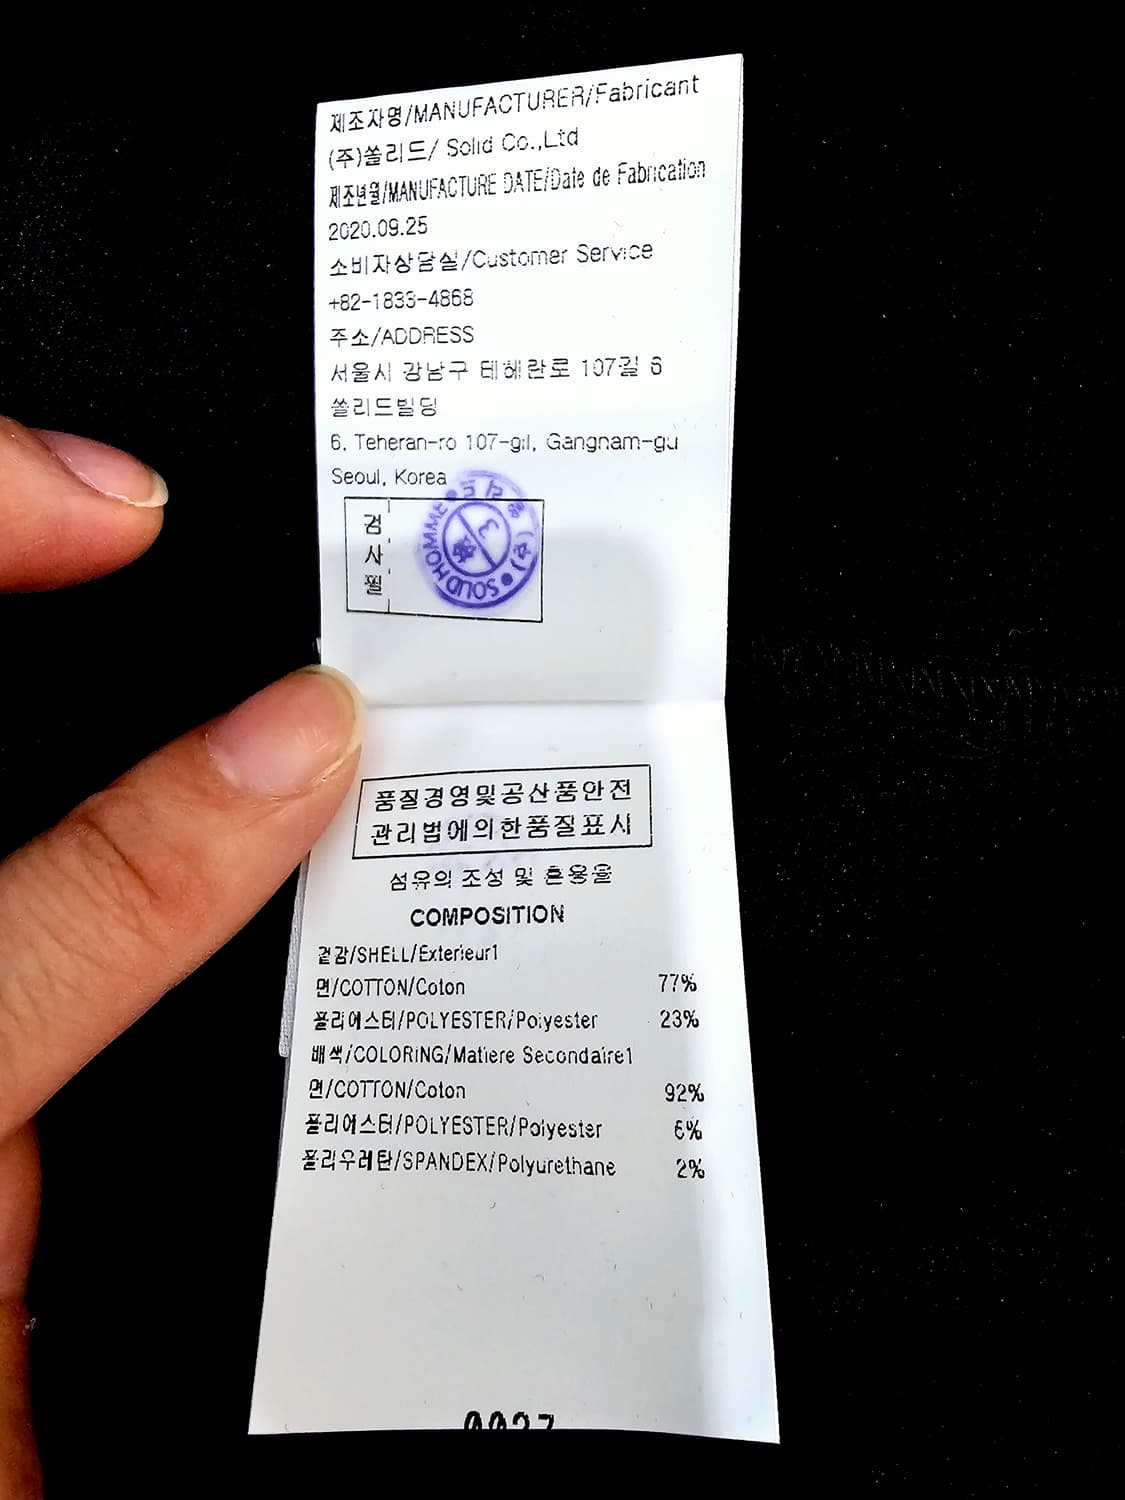 제조자명/MANUFACTURER/Fabricant
(주)쏠리드/ Solid Co.,Ltd
제조년월/MANUFACTURE DATE/Date de Fabrication
2020.09.25
소비자상담실/Customer Service
+82-1833-4868
주소/ADDRESS
서울시 강남구 테헤란로 107길 6
쏠리드빌딩
6, Teheran-ro 107-gil, Gangnam-gu
Seoul, Korea
검사필
SOLID HOMME (주)쏠리드
3
품질경영및공산품안전
관리법에의한품질표시
섬유의 조성 및 혼용율
COMPOSITION
겉감/SHELL/Exterieur1
면/COTTON/Coton 77%
폴리에스터/POLYESTER/Polyester 23%
배색/COLORING/Matiere Secondaire1
면/COTTON/Coton 92%
폴리에스터/POLYESTER/Polyester 6%
폴리우레탄/SPANDEX/Polyurethane 2%